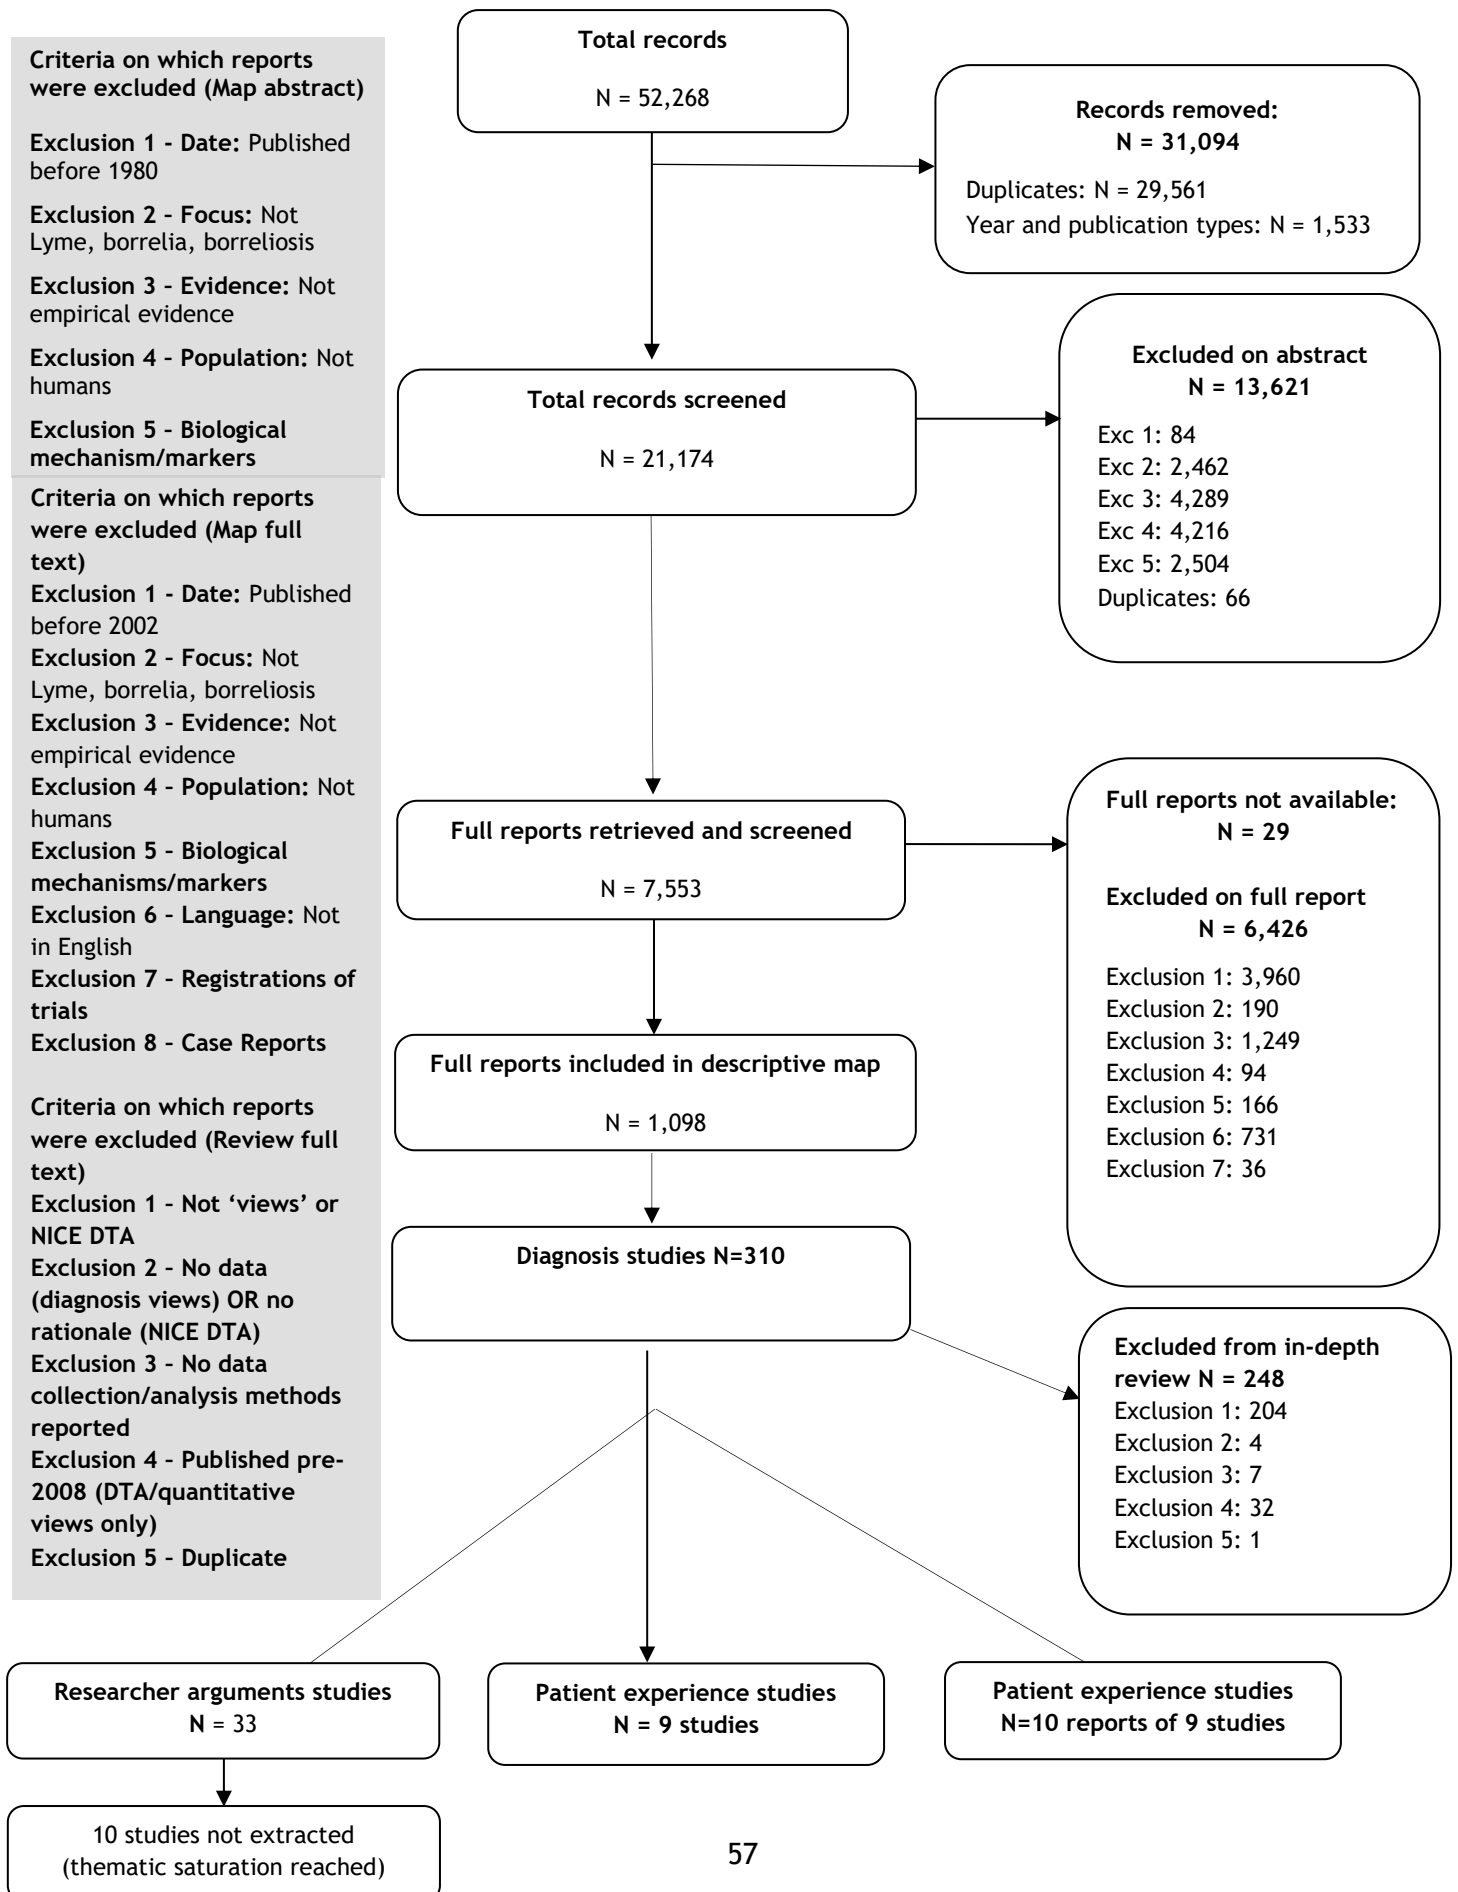 Criteria on which reports
were excluded (Map abstract)
Exclusion 1 - Date: Published
before 1980
Exclusion 2 – Focus: Not
Lyme, borrelia, borreliosis
Exclusion 3 – Evidence: Not
empirical evidence
Exclusion 4 – Population: Not
humans
Exclusion 5 – Biological
mechanism/markers
Criteria on which reports
were excluded (Map full
text)
Exclusion 1 - Date: Published
before 2002
Exclusion 2 – Focus: Not
Lyme, borrelia, borreliosis
Exclusion 3 – Evidence: Not
empirical evidence
Exclusion 4 – Population: Not
humans
Exclusion 5 – Biological
mechanisms/markers
Exclusion 6 – Language: Not
in English
Exclusion 7 – Registrations of
trials
Exclusion 8 – Case Reports
Criteria on which reports
were excluded (Review full
text)
Exclusion 1 – Not ‘views’ or
NICE DTA
Exclusion 2 – No data
(diagnosis views) OR no
rationale (NICE DTA)
Exclusion 3 – No data
collection/analysis methods
reported
Exclusion 4 – Published pre-
2008 (DTA/quantitative
views only)
Exclusion 5 – Duplicate
Total records
N = 52,268
Records removed:
N = 31,094
Duplicates: N = 29,561
Year and publication types: N = 1,533
Total records screened
N = 21,174
Excluded on abstract
N = 13,621
Exc 1: 84
Exc 2: 2,462
Exc 3: 4,289
Exc 4: 4,216
Exc 5: 2,504
Duplicates: 66
Full reports retrieved and screened
N = 7,553
Full reports not available:
N = 29
Excluded on full report
N = 6,426
Exclusion 1: 3,960
Exclusion 2: 190
Exclusion 3: 1,249
Exclusion 4: 94
Exclusion 5: 166
Exclusion 6: 731
Exclusion 7: 36
Full reports included in descriptive map
N = 1,098
Diagnosis studies N=310
Excluded from in-depth
review N = 248
Exclusion 1: 204
Exclusion 2: 4
Exclusion 3: 7
Exclusion 4: 32
Exclusion 5: 1
Researcher arguments studies
N = 33
Patient experience studies
N = 9 studies
Patient experience studies
N=10 reports of 9 studies
10 studies not extracted
(thematic saturation reached)
57